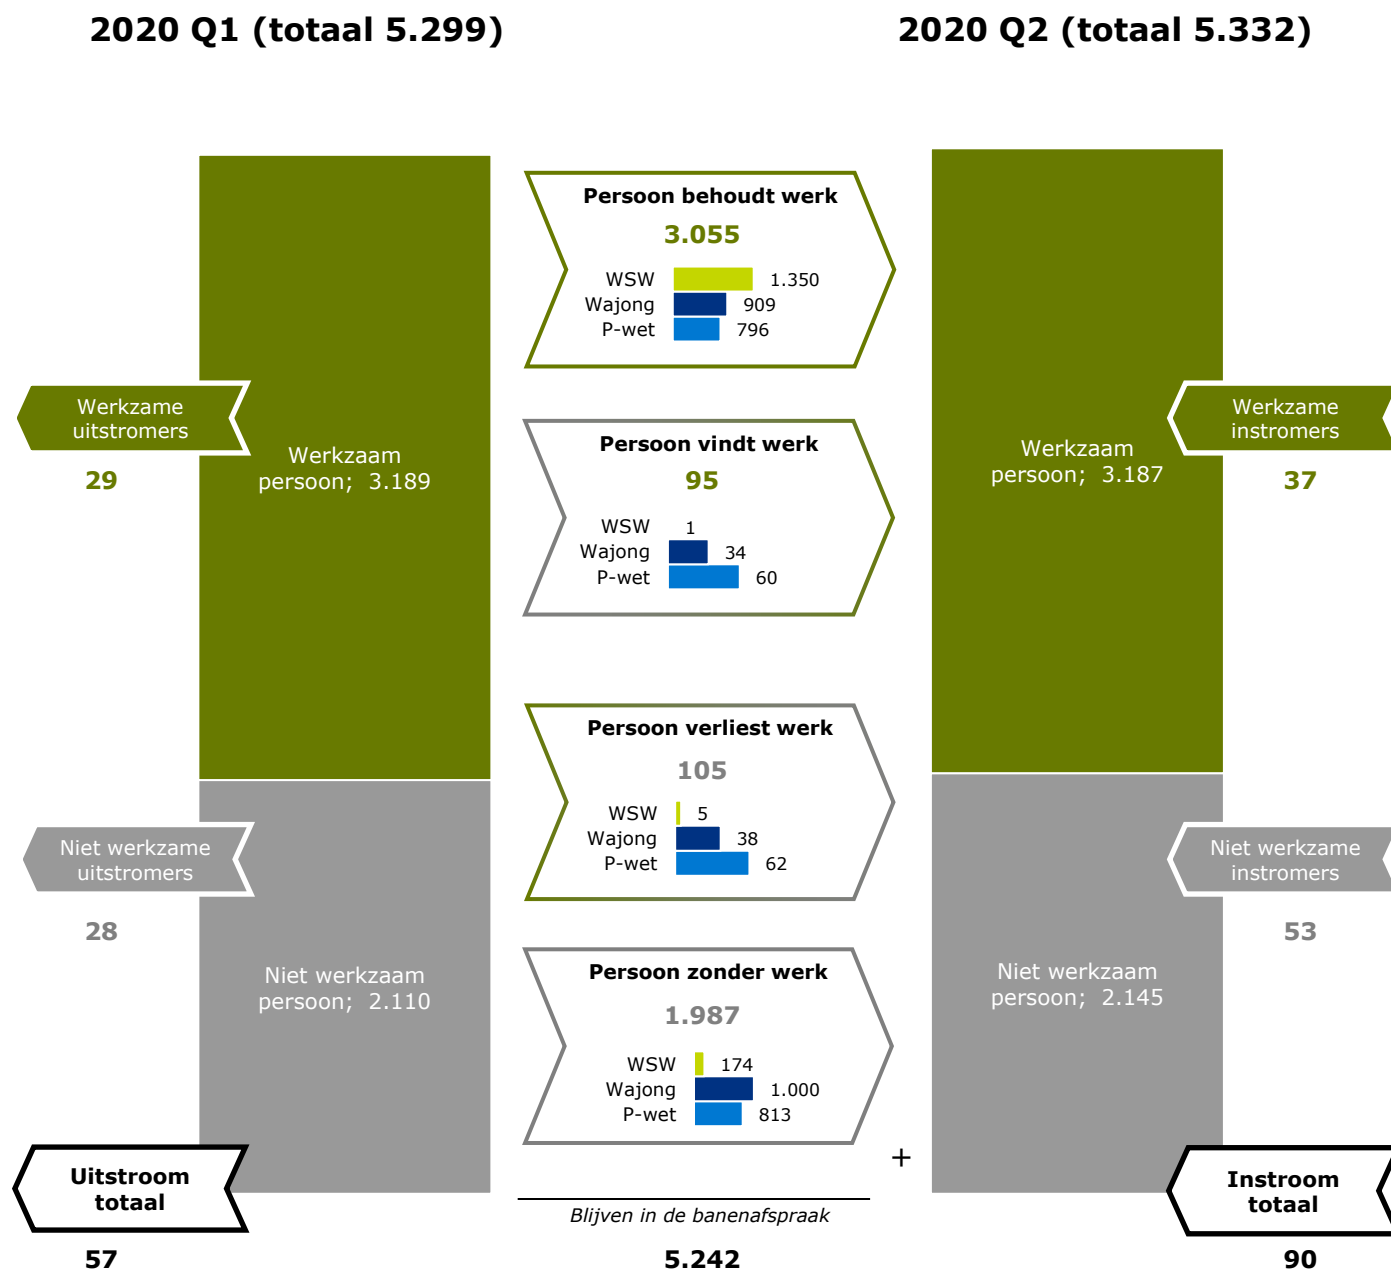 2020 Q1 (totaal 5.299)
2020 Q2 (totaal 5.332)
Werkzame
uitstromers
29
Werkzaam
persoon; 3.189
Niet werkzame
uitstromers
28
Niet werkzaam
persoon; 2.110
Uitstroom
totaal
57
Persoon behoudt werk
3.055
WSW 1.350
Wajong 909
P-wet 796
Persoon vindt werk
95
WSW 1
Wajong 34
P-wet 60
Persoon verliest werk
105
WSW 5
Wajong 38
P-wet 62
Persoon zonder werk
1.987
WSW 174
Wajong 1.000
P-wet 813
+
Blijven in de banenafspraak
5.242
Werkzaam
persoon; 3.187
Werkzame
instromers
37
Niet werkzame
instromers
53
Niet werkzaam
persoon; 2.145
Instroom
totaal
90